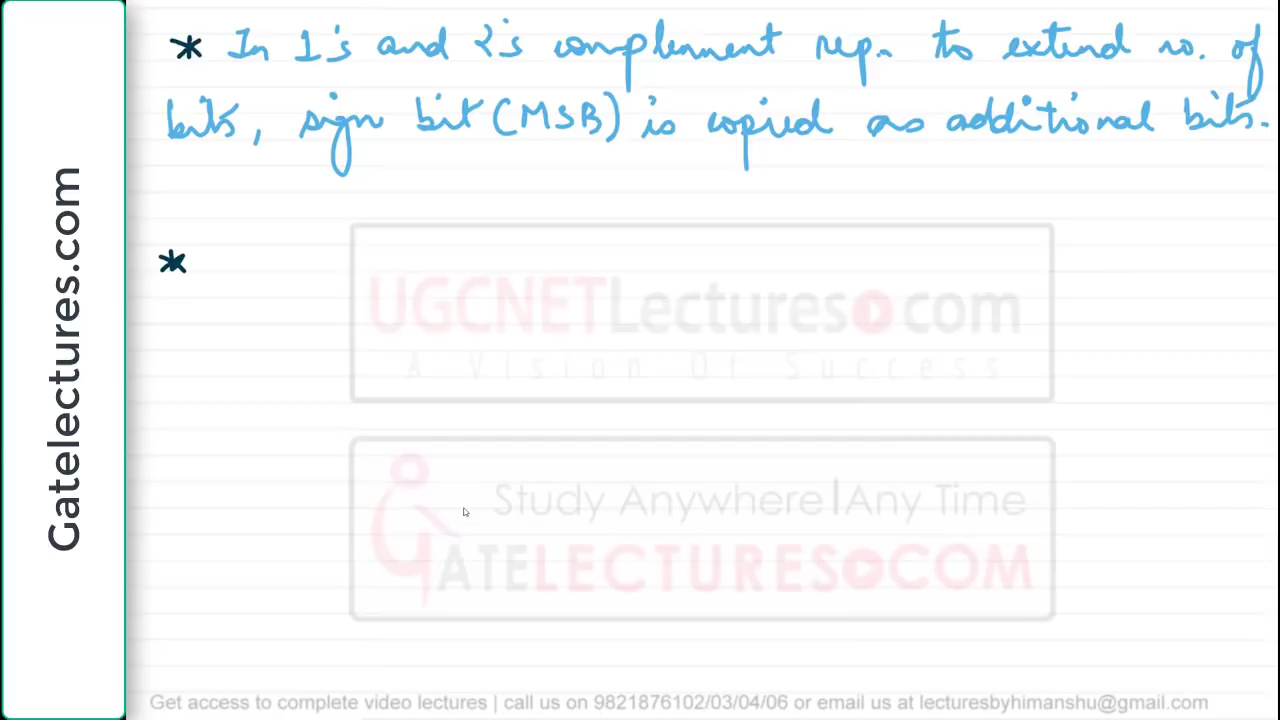 * In 1's and 2's complement rep. to extend no. of
bits, sign bit (MSB) is copied as additional bits.
*
Gatelectures.com
UGCNETLectures.com
A Vision Of Success
Study Anywhere|Any Time
GATELECTURES.COM
Get access to complete video lectures | call us on 9821876102/03/04/06 or email us at lecturesbyhimanshu@gmail.com